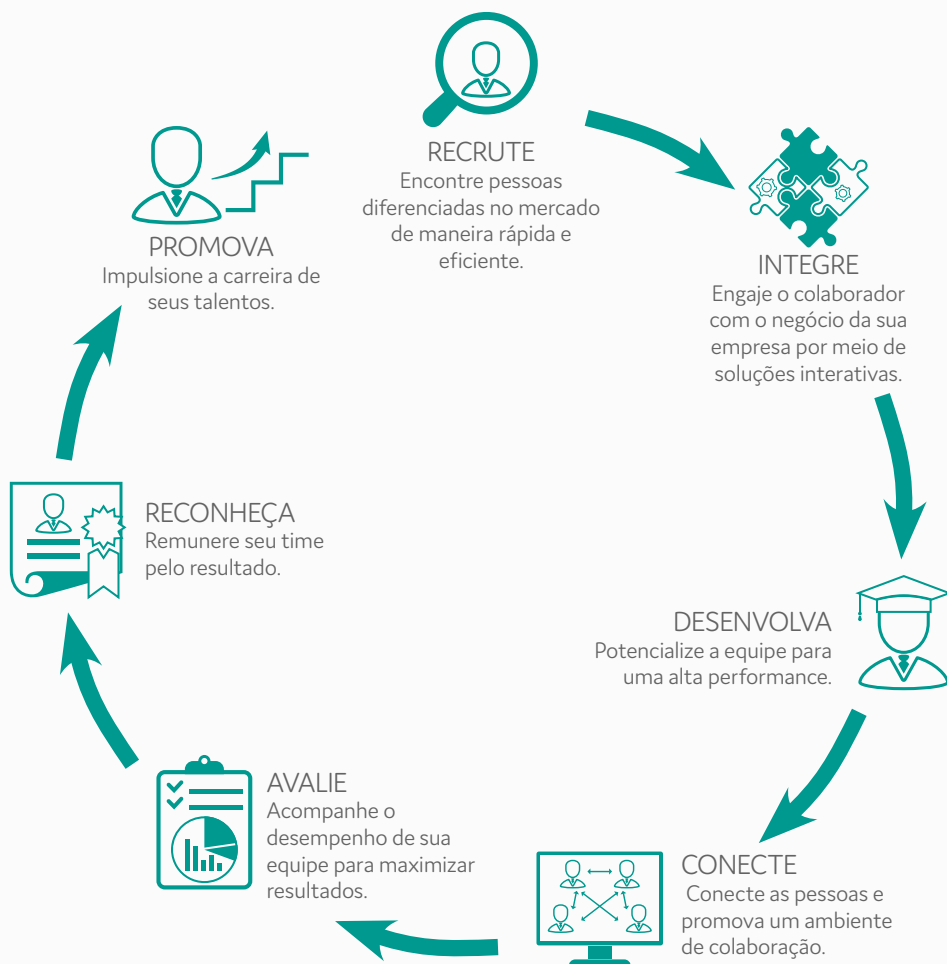 RECRUTE
Encontre pessoas
diferenciadas no mercado
de maneira rápida e
eficiente.
INTEGRE
Engaje o colaborador
com o negócio da sua
empresa por meio de
soluções interativas.
DESENVOLVA
Potencialize a equipe para
uma alta performance.
CONECTE
Conecte as pessoas e
promova um ambiente
de colaboração.
AVALIE
Acompanhe o
desempenho de sua
equipe para maximizar
resultados.
RECONHEÇA
Remunere seu time
pelo resultado.
PROMOVA
Impulsione a carreira de
seus talentos.